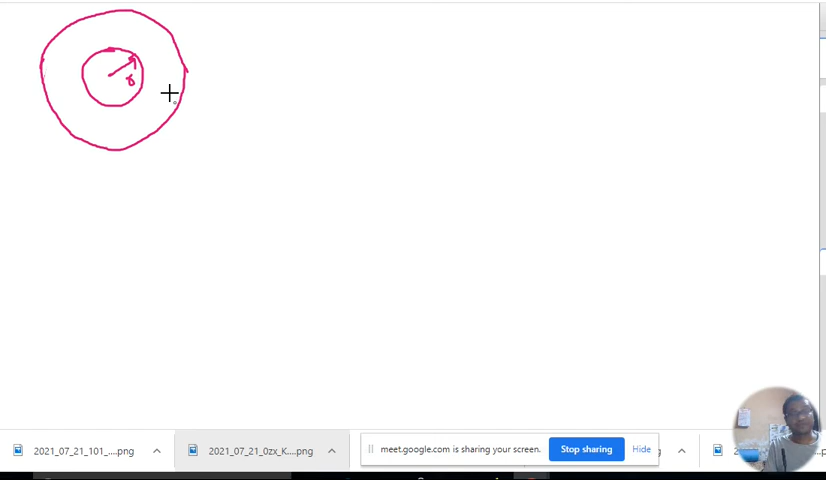 r
2021_07_21_101_....png
2021_07_21_0zx_K....png
meet.google.com is sharing your screen.
Stop sharing
Hide